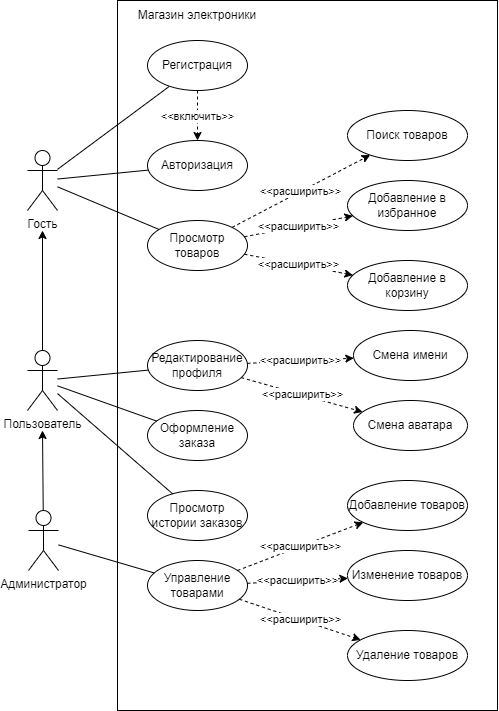 Магазин электроники
Регистрация
<<включить>>
Авторизация
Поиск товаров
<<расширить>>
Добавление в
избранное
Гость
Просмотр
товаров
<<расширить>>
<<расширить>>
Добавление в
корзину
Редактирование
профиля
<<расширить>>
Смена имени
<<расширить>>
Пользователь
Оформление
заказа
Смена аватара
Просмотр
истории заказов
Добавление товаров
<<расширить>>
Администратор
Управление
товарами
<<расширить>>
Изменение товаров
<<расширить>>
Удаление товаров